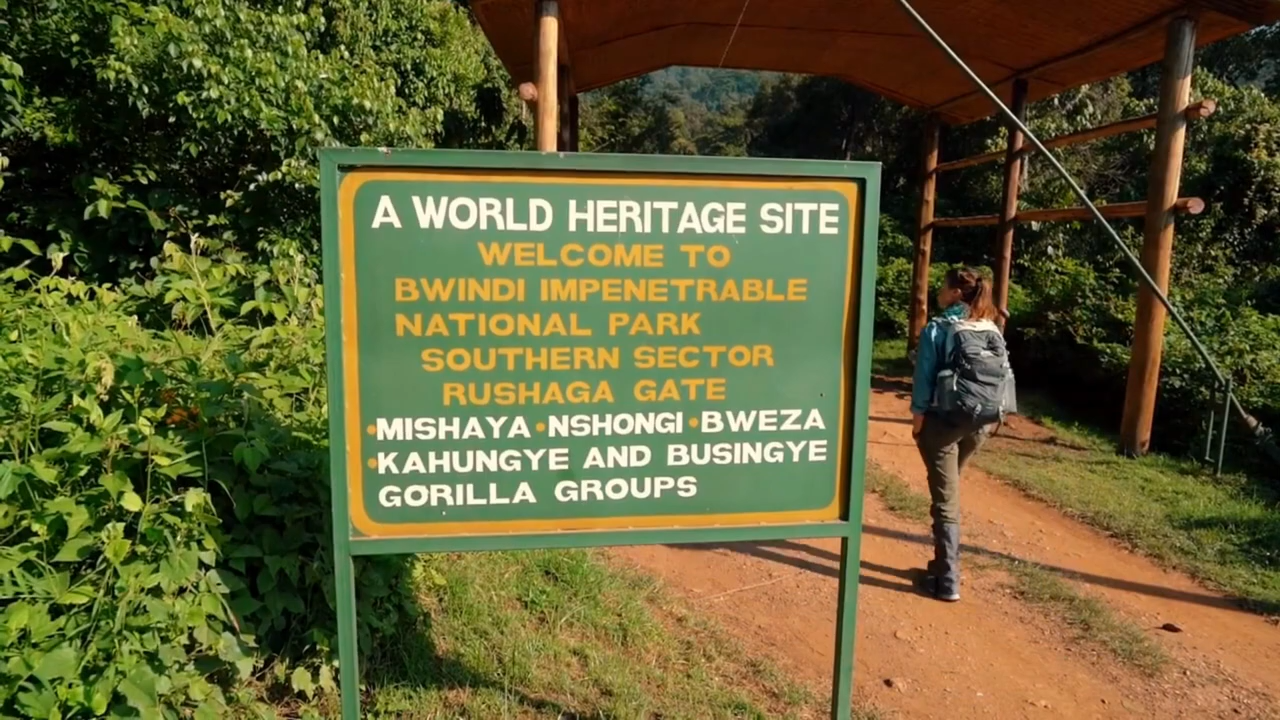 A WORLD HERITAGE SITE
WELCOME TO
BWINDI IMPENETRABLE
NATIONAL PARK
SOUTHERN SECTOR
RUSHAGA GATE
•MISHAYA •NSHONGI •BWEZA
•KAHUNGYE AND BUSINGYE
GORILLA GROUPS